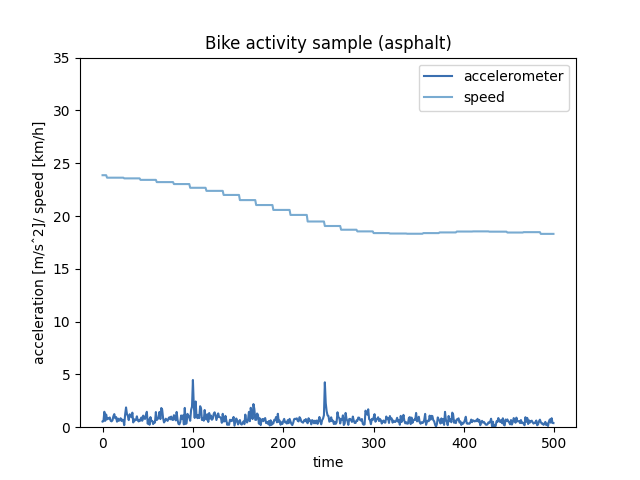 Bike activity sample (asphalt)
accelerometer
speed
acceleration [m/s^2]/ speed [km/h]
35
30
25
20
15
10
5
0
0 100 200 300 400 500
time